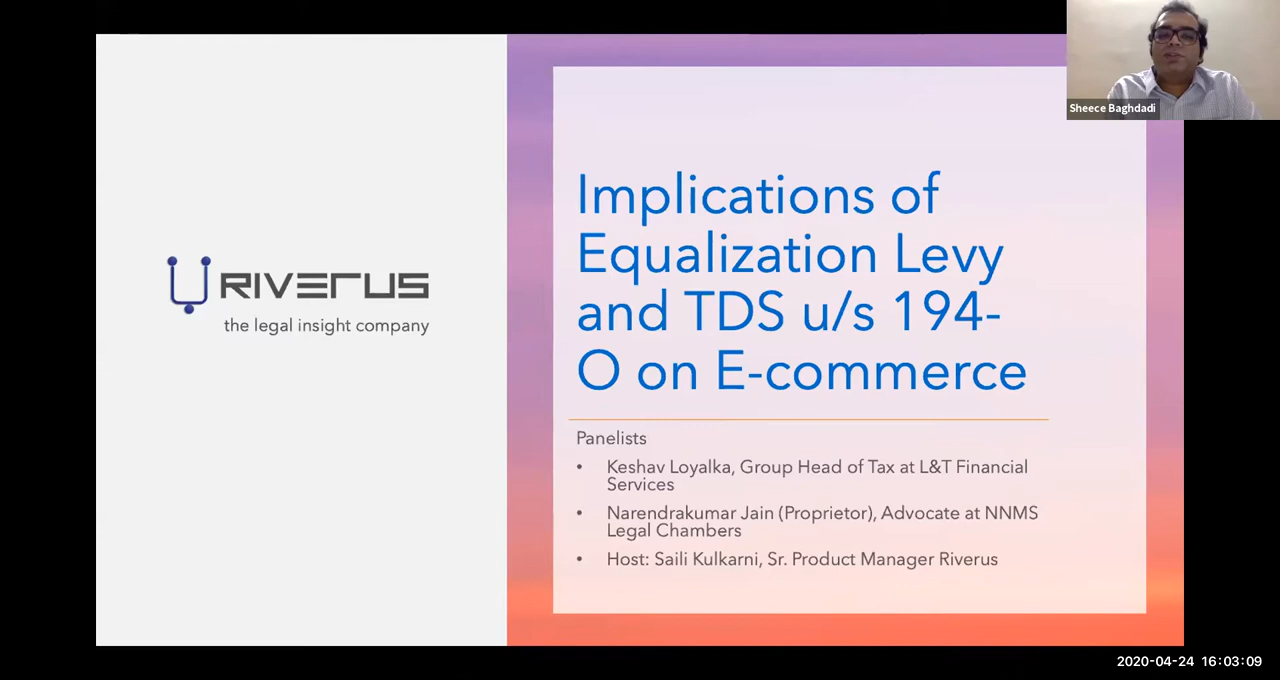 Sheece Baghdadi
RIVERUS
the legal insight company
Implications of
Equalization Levy
and TDS u/s 194-
O on E-commerce
Panelists
• Keshav Loyalka, Group Head of Tax at L&T Financial
Services
• Narendrakumar Jain (Proprietor), Advocate at NNMS
Legal Chambers
• Host: Saili Kulkarni, Sr. Product Manager Riverus
2020-04-24 16:03:09